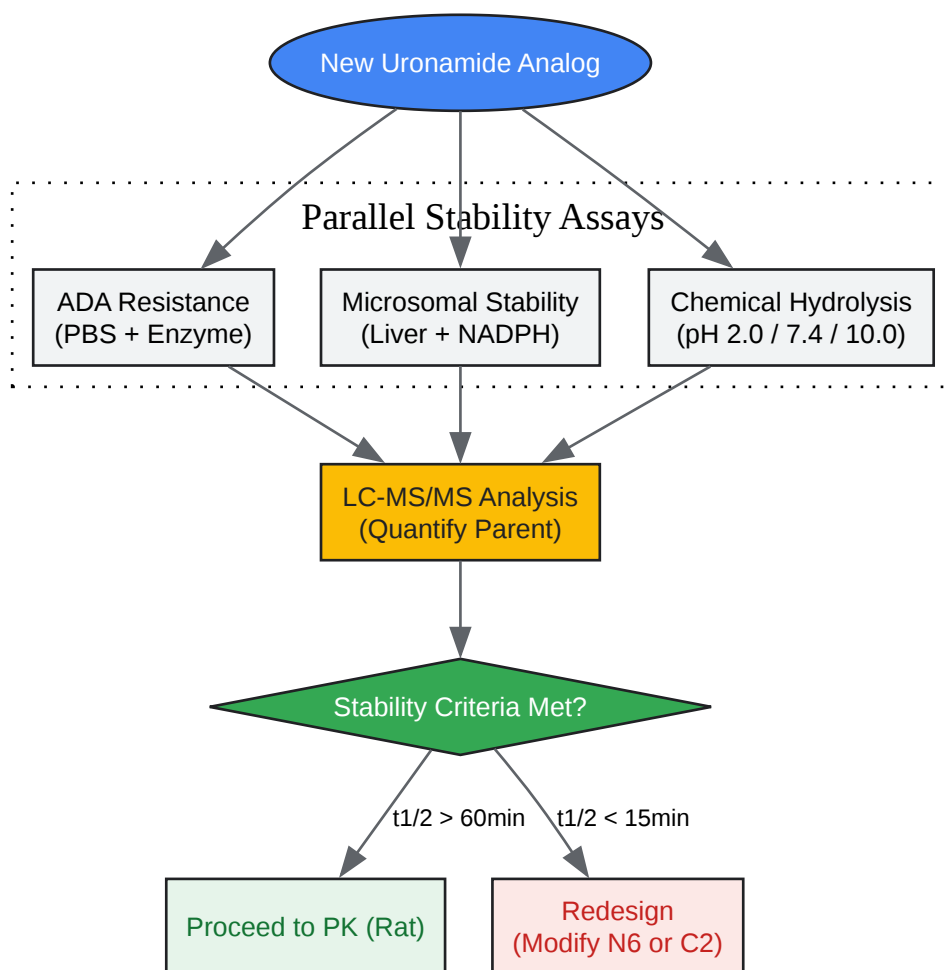 New Uronamide Analog
Parallel Stability Assays
ADA Resistance
(PBS + Enzyme)
Microsomal Stability
(Liver + NADPH)
Chemical Hydrolysis
(pH 2.0 / 7.4 / 10.0)
LC-MS/MS Analysis
(Quantify Parent)
Stability Criteria Met?
t1/2 > 60min
t1/2 < 15min
Proceed to PK (Rat)
Redesign
(Modify N6 or C2)